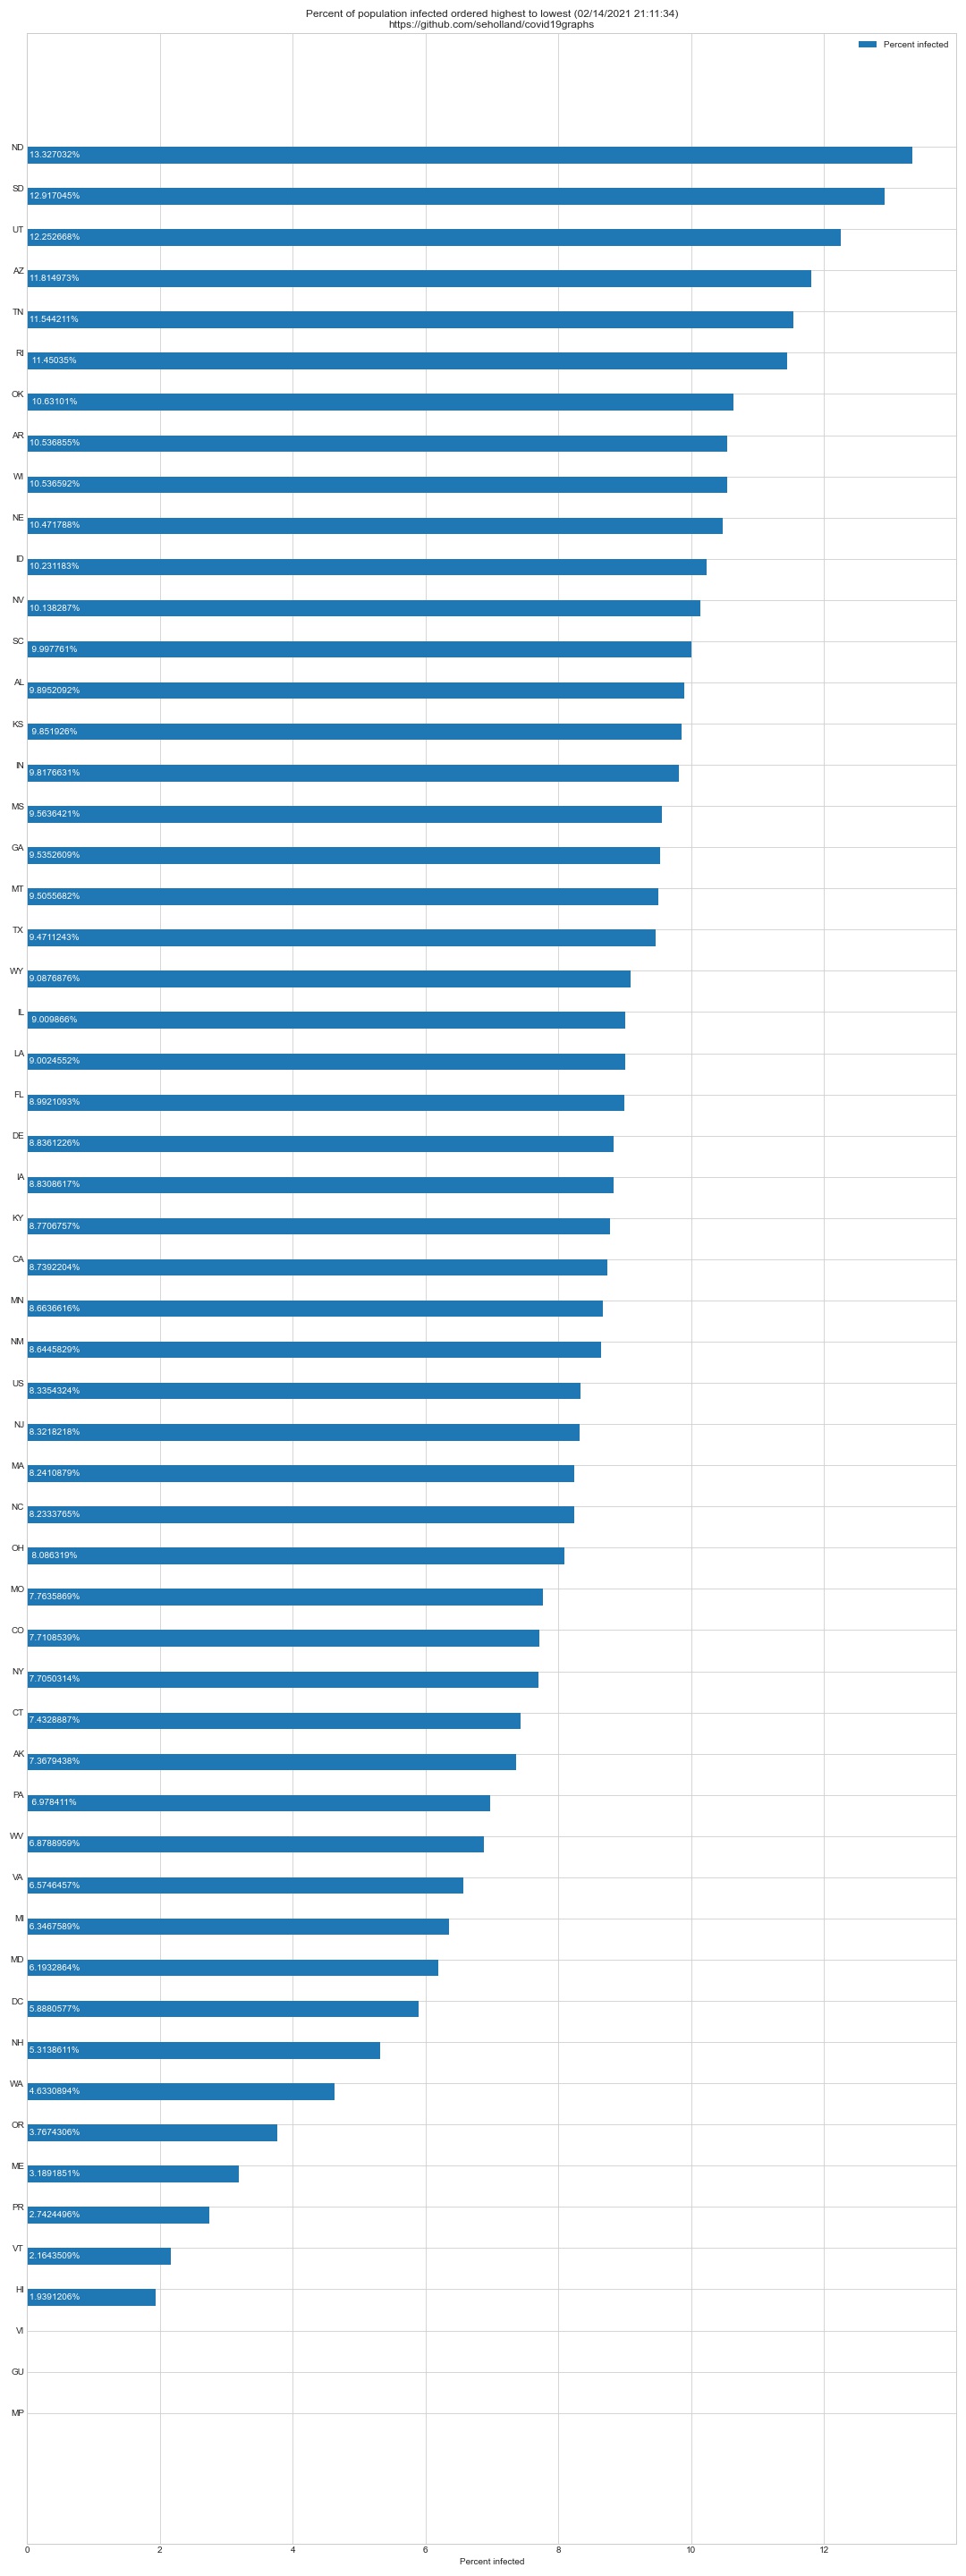 Percent of population infected ordered highest to lowest (02/14/2021 21:11:34)
https://github.com/seholland/covid19graphs
Percent infected
ND 13.327032%
SD 12.917045%
UT 12.252668%
AZ 11.814973%
TN 11.544211%
RI 11.45035%
OK 10.63101%
AR 10.536855%
WI 10.536592%
NE 10.471788%
ID 10.231183%
NV 10.138287%
SC 9.997761%
AL 9.8952092%
KS 9.851926%
IN 9.8176631%
MS 9.5636421%
GA 9.5352609%
MT 9.5055682%
TX 9.4711243%
WY 9.0876876%
IL 9.009866%
LA 9.0024552%
FL 8.9921093%
DE 8.8361226%
IA 8.8308617%
KY 8.7706757%
CA 8.7392204%
MN 8.6636616%
NM 8.6445829%
US 8.3354324%
NJ 8.3218218%
MA 8.2410879%
NC 8.2333765%
OH 8.086319%
MO 7.7635869%
CO 7.7108539%
NY 7.7050314%
CT 7.4328887%
AK 7.3679438%
PA 6.978411%
WV 6.8788959%
VA 6.5746457%
MI 6.3467589%
MD 6.1932864%
DC 5.8880577%
NH 5.3138611%
WA 4.6330894%
OR 3.7674306%
ME 3.1891851%
PR 2.7424496%
VT 2.1643509%
HI 1.9391206%
VI
GU
MP
0 2 4 6 8 10 12
Percent infected